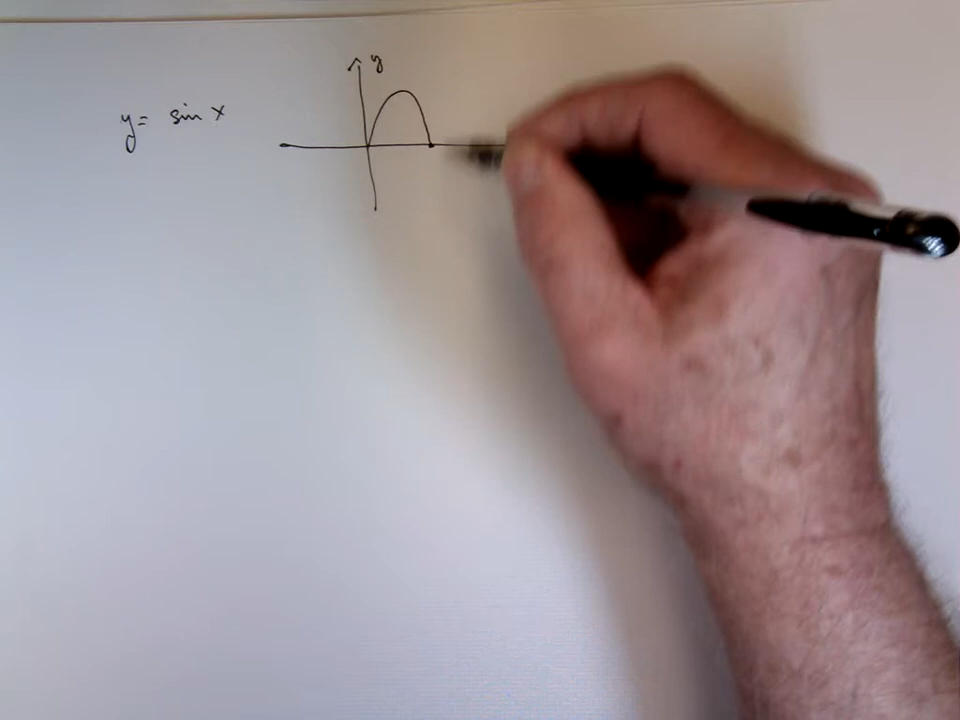 y
y = sin x